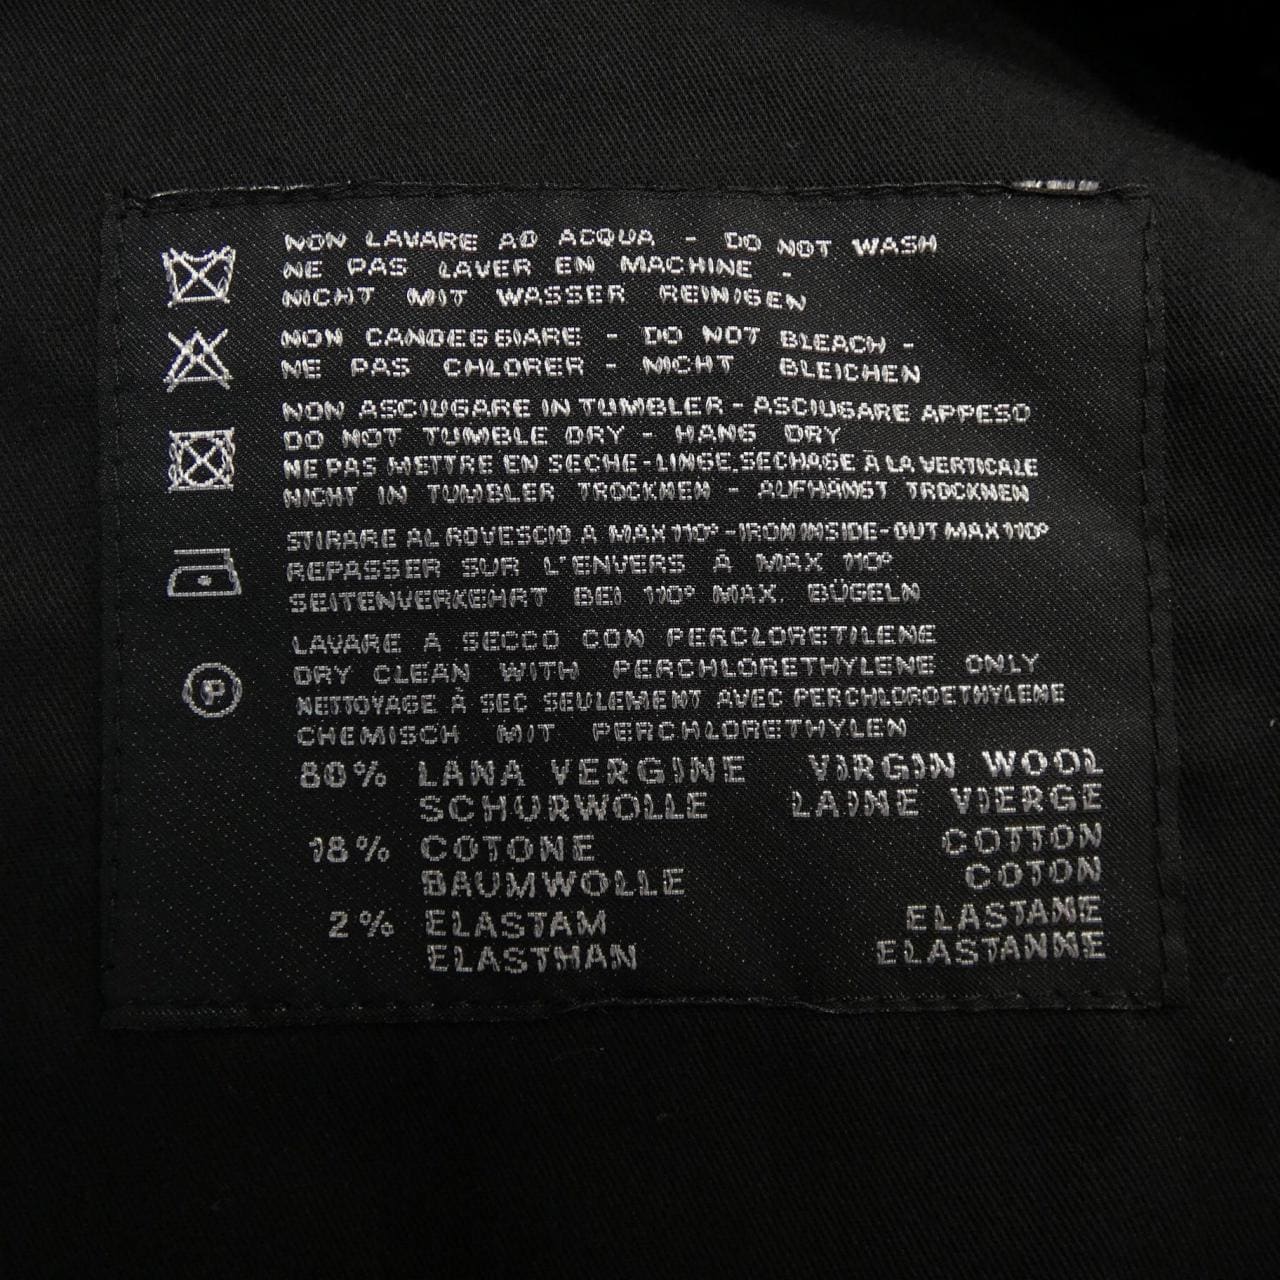 NON LAVARE AD ACQUA - DO NOT WASH
NE PAS LAVER EN MACHINE -
NICHT MIT WASSER REINIGEN
NON CANDEGGIARE - DO NOT BLEACH -
NE PAS CHLORER - NICHT BLEICHEN
NON ASCIUGARE IN TUMBLER - ASCIUGARE APPESO
DO NOT TUMBLE DRY - HANG DRY
NE PAS METTRE EN SECHE-LINGE, SECHAGE À LA VERTICALE
NICHT IN TUMBLER TROCKNEN - AUFHÄNGT TROCKNEN
STIRARE AL ROVESCIO A MAX 110° - IRON INSIDE-OUT MAX 110°
REPASSER SUR L'ENVERS À MAX 110°
SEITENVERKEHRT BEI 110° MAX. BÜGELN
P
LAVARE A SECCO CON PERCLORETILENE
DRY CLEAN WITH PERCHLORETHYLENE ONLY
NETTOYAGE À SEC SEULEMENT AVEC PERCHLOROETHYLENE
CHEMISCH MIT PERCHLORETHYLEN
80% LANA VERGINE VIRGIN WOOL
SCHURWOLLE LAINE VIERGE
18% COTONE COTTON
BAUMWOLLE COTON
2% ELASTAM ELASTANE
ELASTHAN ELASTANNE